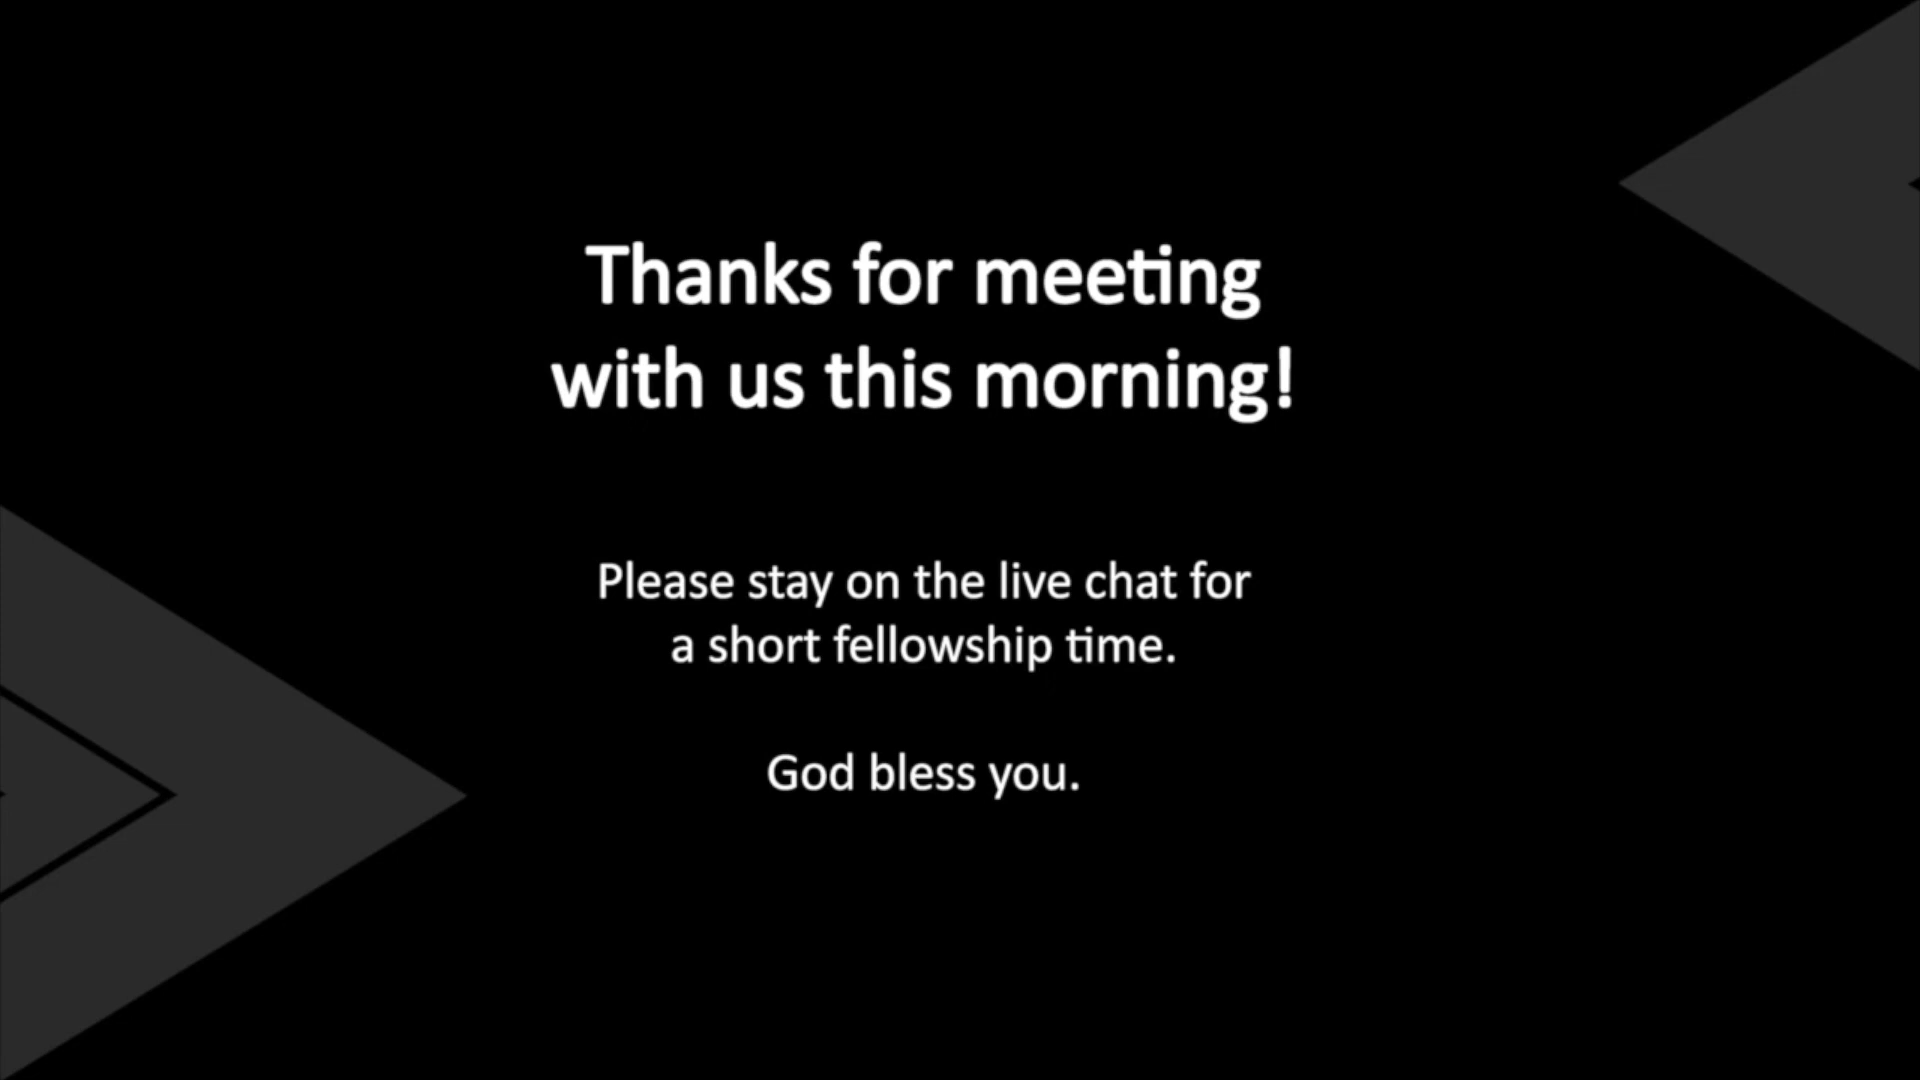 Thanks for meeting
with us this morning!
Please stay on the live chat for
a short fellowship time.
God bless you.